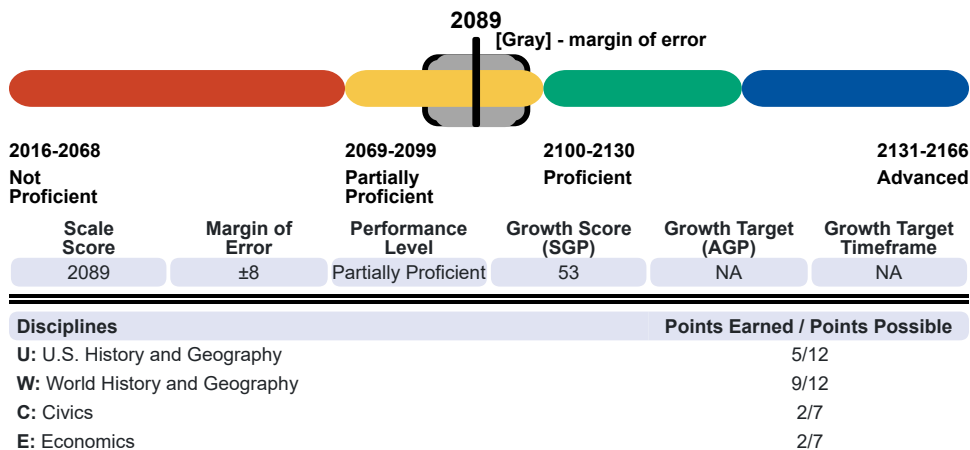 2089
[Gray] - margin of error
2016-2068 2069-2099 2100-2130 2131-2166
Not Partially Proficient Advanced
Proficient Proficient
Scale Margin of Performance Growth Score Growth Target Growth Target
Score Error Level (SGP) (AGP) Timeframe
2089 ±8 Partially Proficient 53 NA NA
Disciplines Points Earned / Points Possible
U: U.S. History and Geography 5/12
W: World History and Geography 9/12
C: Civics 2/7
E: Economics 2/7